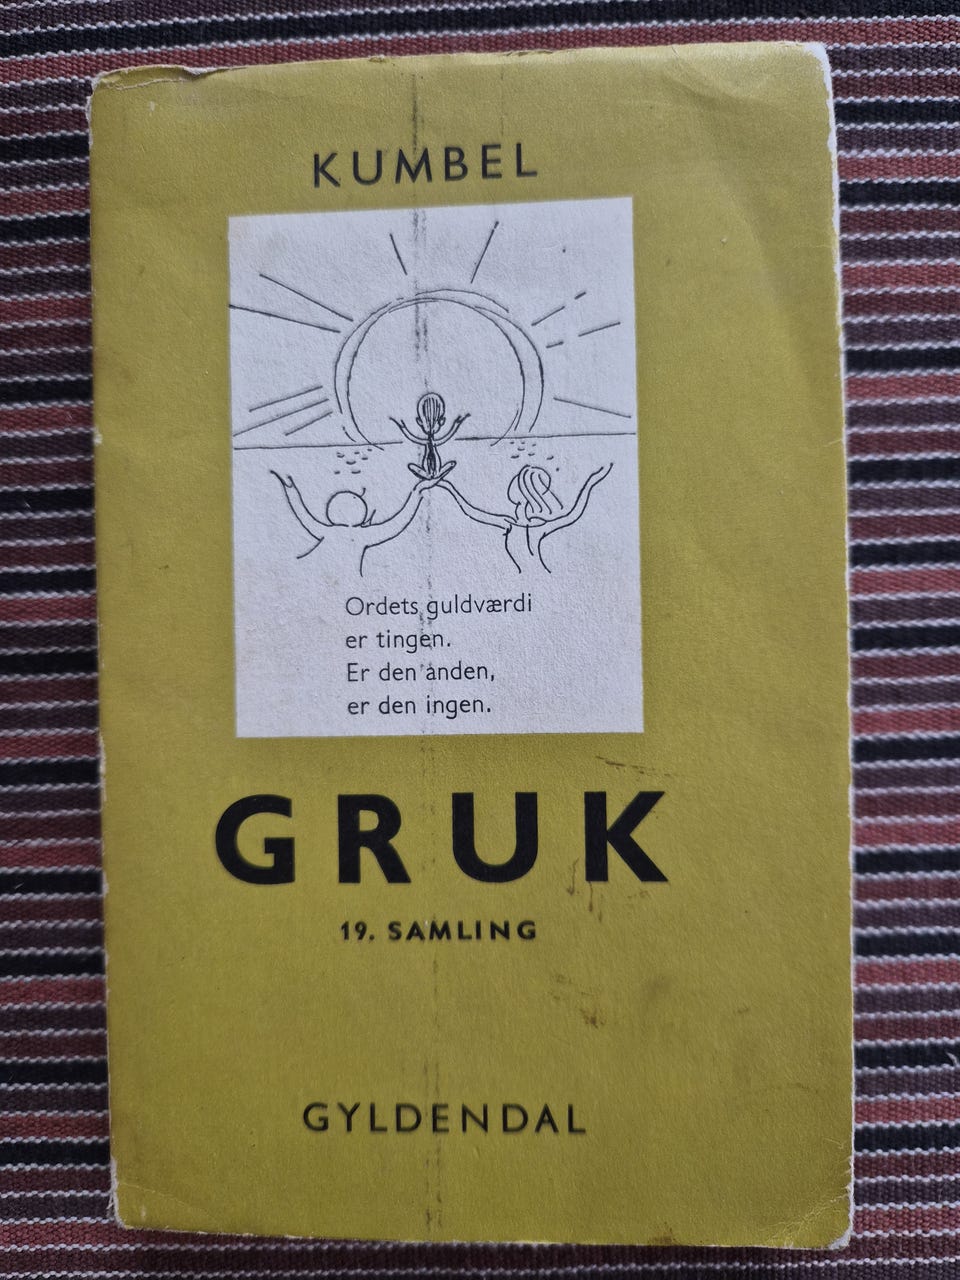 KUMBEL
Ordets guldværdi
er tingen.
Er den anden,
er den ingen.
GRUK
19. SAMLING
GYLDENDAL